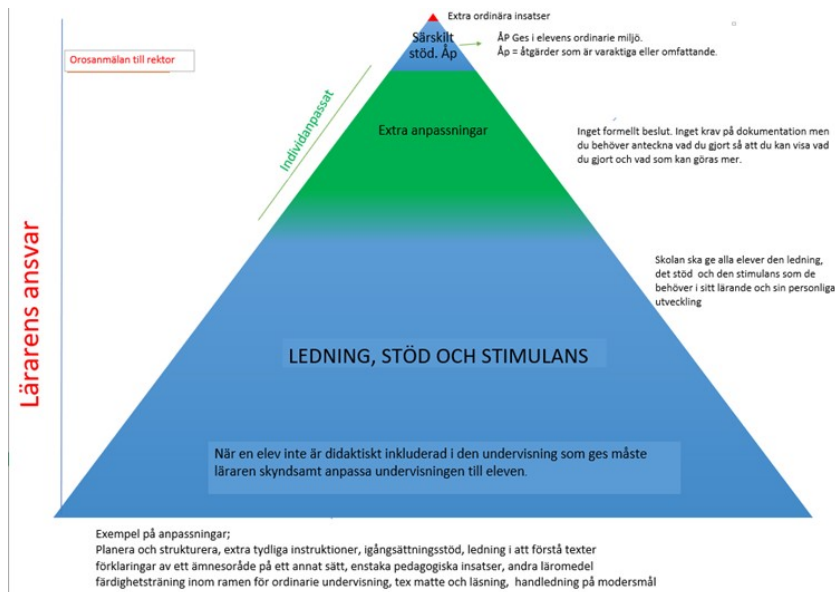 Extra ordinära insatser
Särskilt
stöd. Åp
ÅP Ges i elevens ordinarie miljö.
Åp = åtgärder som är varaktiga eller omfattande.
Orosanmälan till rektor
Individanpassat
Extra anpassningar
Inget formellt beslut. Inget krav på dokumentation men
du behöver anteckna vad du gjort så att du kan visa vad
du gjort och vad som kan göras mer.
Lärarens ansvar
Skolan ska ge alla elever den ledning,
det stöd och den stimulans som de
behöver i sitt lärande och sin personliga
utveckling
LEDNING, STÖD OCH STIMULANS
När en elev inte är didaktiskt inkluderad i den undervisning som ges måste
läraren skyndsamt anpassa undervisningen till eleven.
Exempel på anpassningar;
Planera och strukturera, extra tydliga instruktioner, igångsättningsstöd, ledning i att förstå texter
förklaringar av ett ämnesoråde på ett annat sätt, enstaka pedagogiska insatser, andra läromedel
färdighetsträning inom ramen för ordinarie undervisning, tex matte och läsning, handledning på modersmål